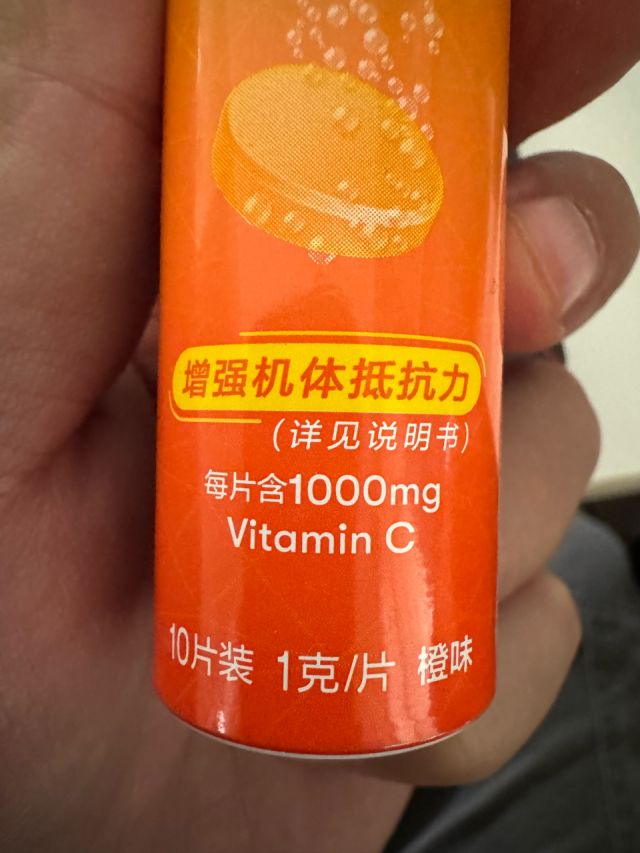 增强机体抵抗力
(详见说明书)
每片含1000mg
Vitamin C
10片装 1克/片 橙味